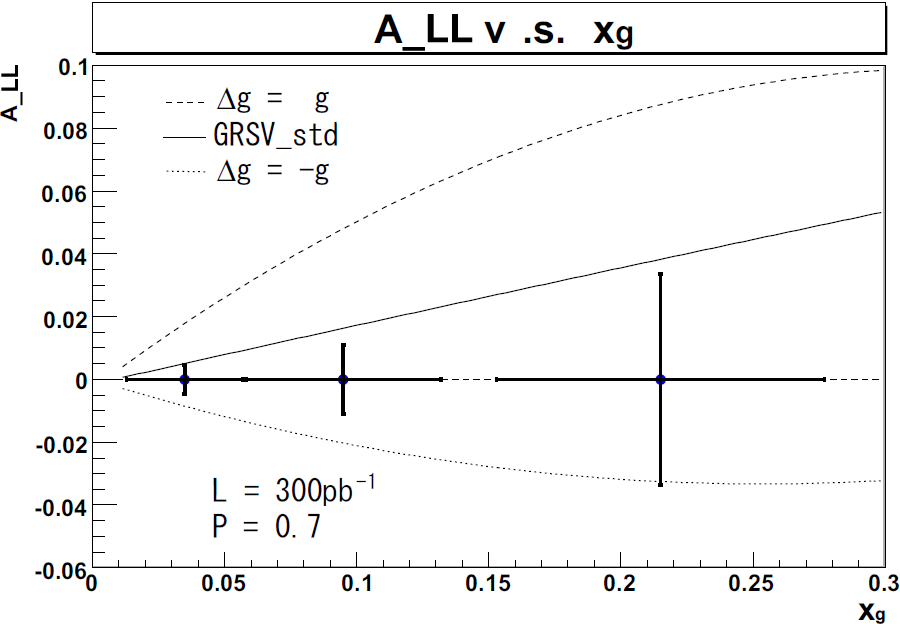 A_LL v .s. xg
A_LL
0.1
0.08
0.06
0.04
0.02
0
-0.02
-0.04
-0.06
Δg = g
GRSV_std
Δg = -g
L = 300pb⁻¹
P = 0.7
0 0.05 0.1 0.15 0.2 0.25 0.3
xg